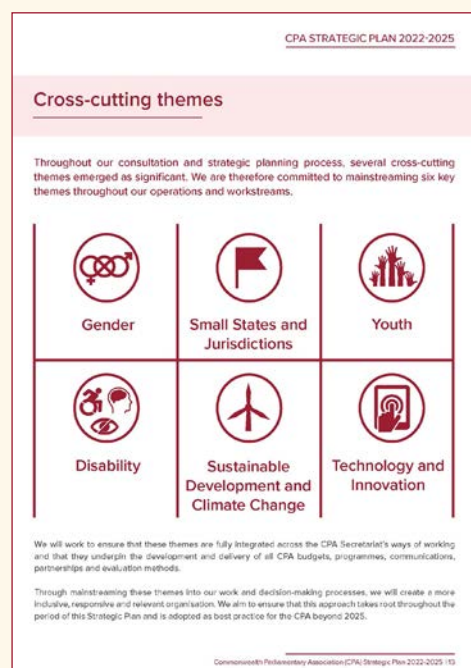 CPA STRATEGIC PLAN 2022-2025
Cross-cutting themes
Throughout our consultation and strategic planning process, several cross-cutting
themes emerged as significant. We are therefore committed to mainstreaming six key
themes throughout our operations and workstreams.
Gender
Small States and
Jurisdictions
Youth
Disability
Sustainable
Development and
Climate Change
Technology and
Innovation
We will work to ensure that these themes are fully integrated across the CPA Secretariat's ways of working
and that they underpin the development and delivery of all CPA budgets, programmes, communications,
partnerships and evaluation methods.
Through mainstreaming these themes into our work and decision-making processes, we will create a more
inclusive, responsive and relevant organisation. We aim to ensure that this approach takes root throughout the
period of this Strategic Plan and is adopted as best practice for the CPA beyond 2025.
Commonwealth Parliamentary Association (CPA) Strategic Plan 2022-2025 |13